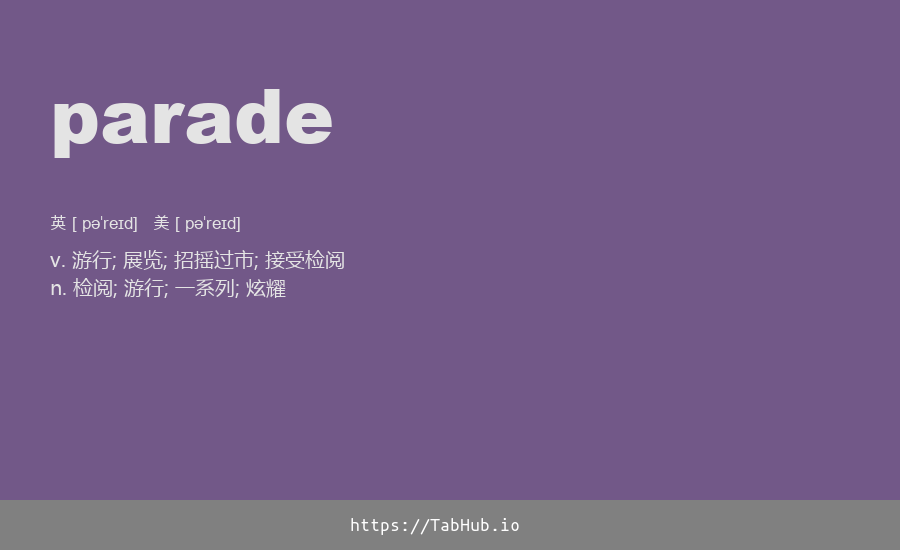 parade
英 [ pə'reɪd]   美 [ pə'reɪd]
v. 游行; 展览; 招摇过市; 接受检阅
n. 检阅; 游行; 一系列; 炫耀
https://TabHub.io